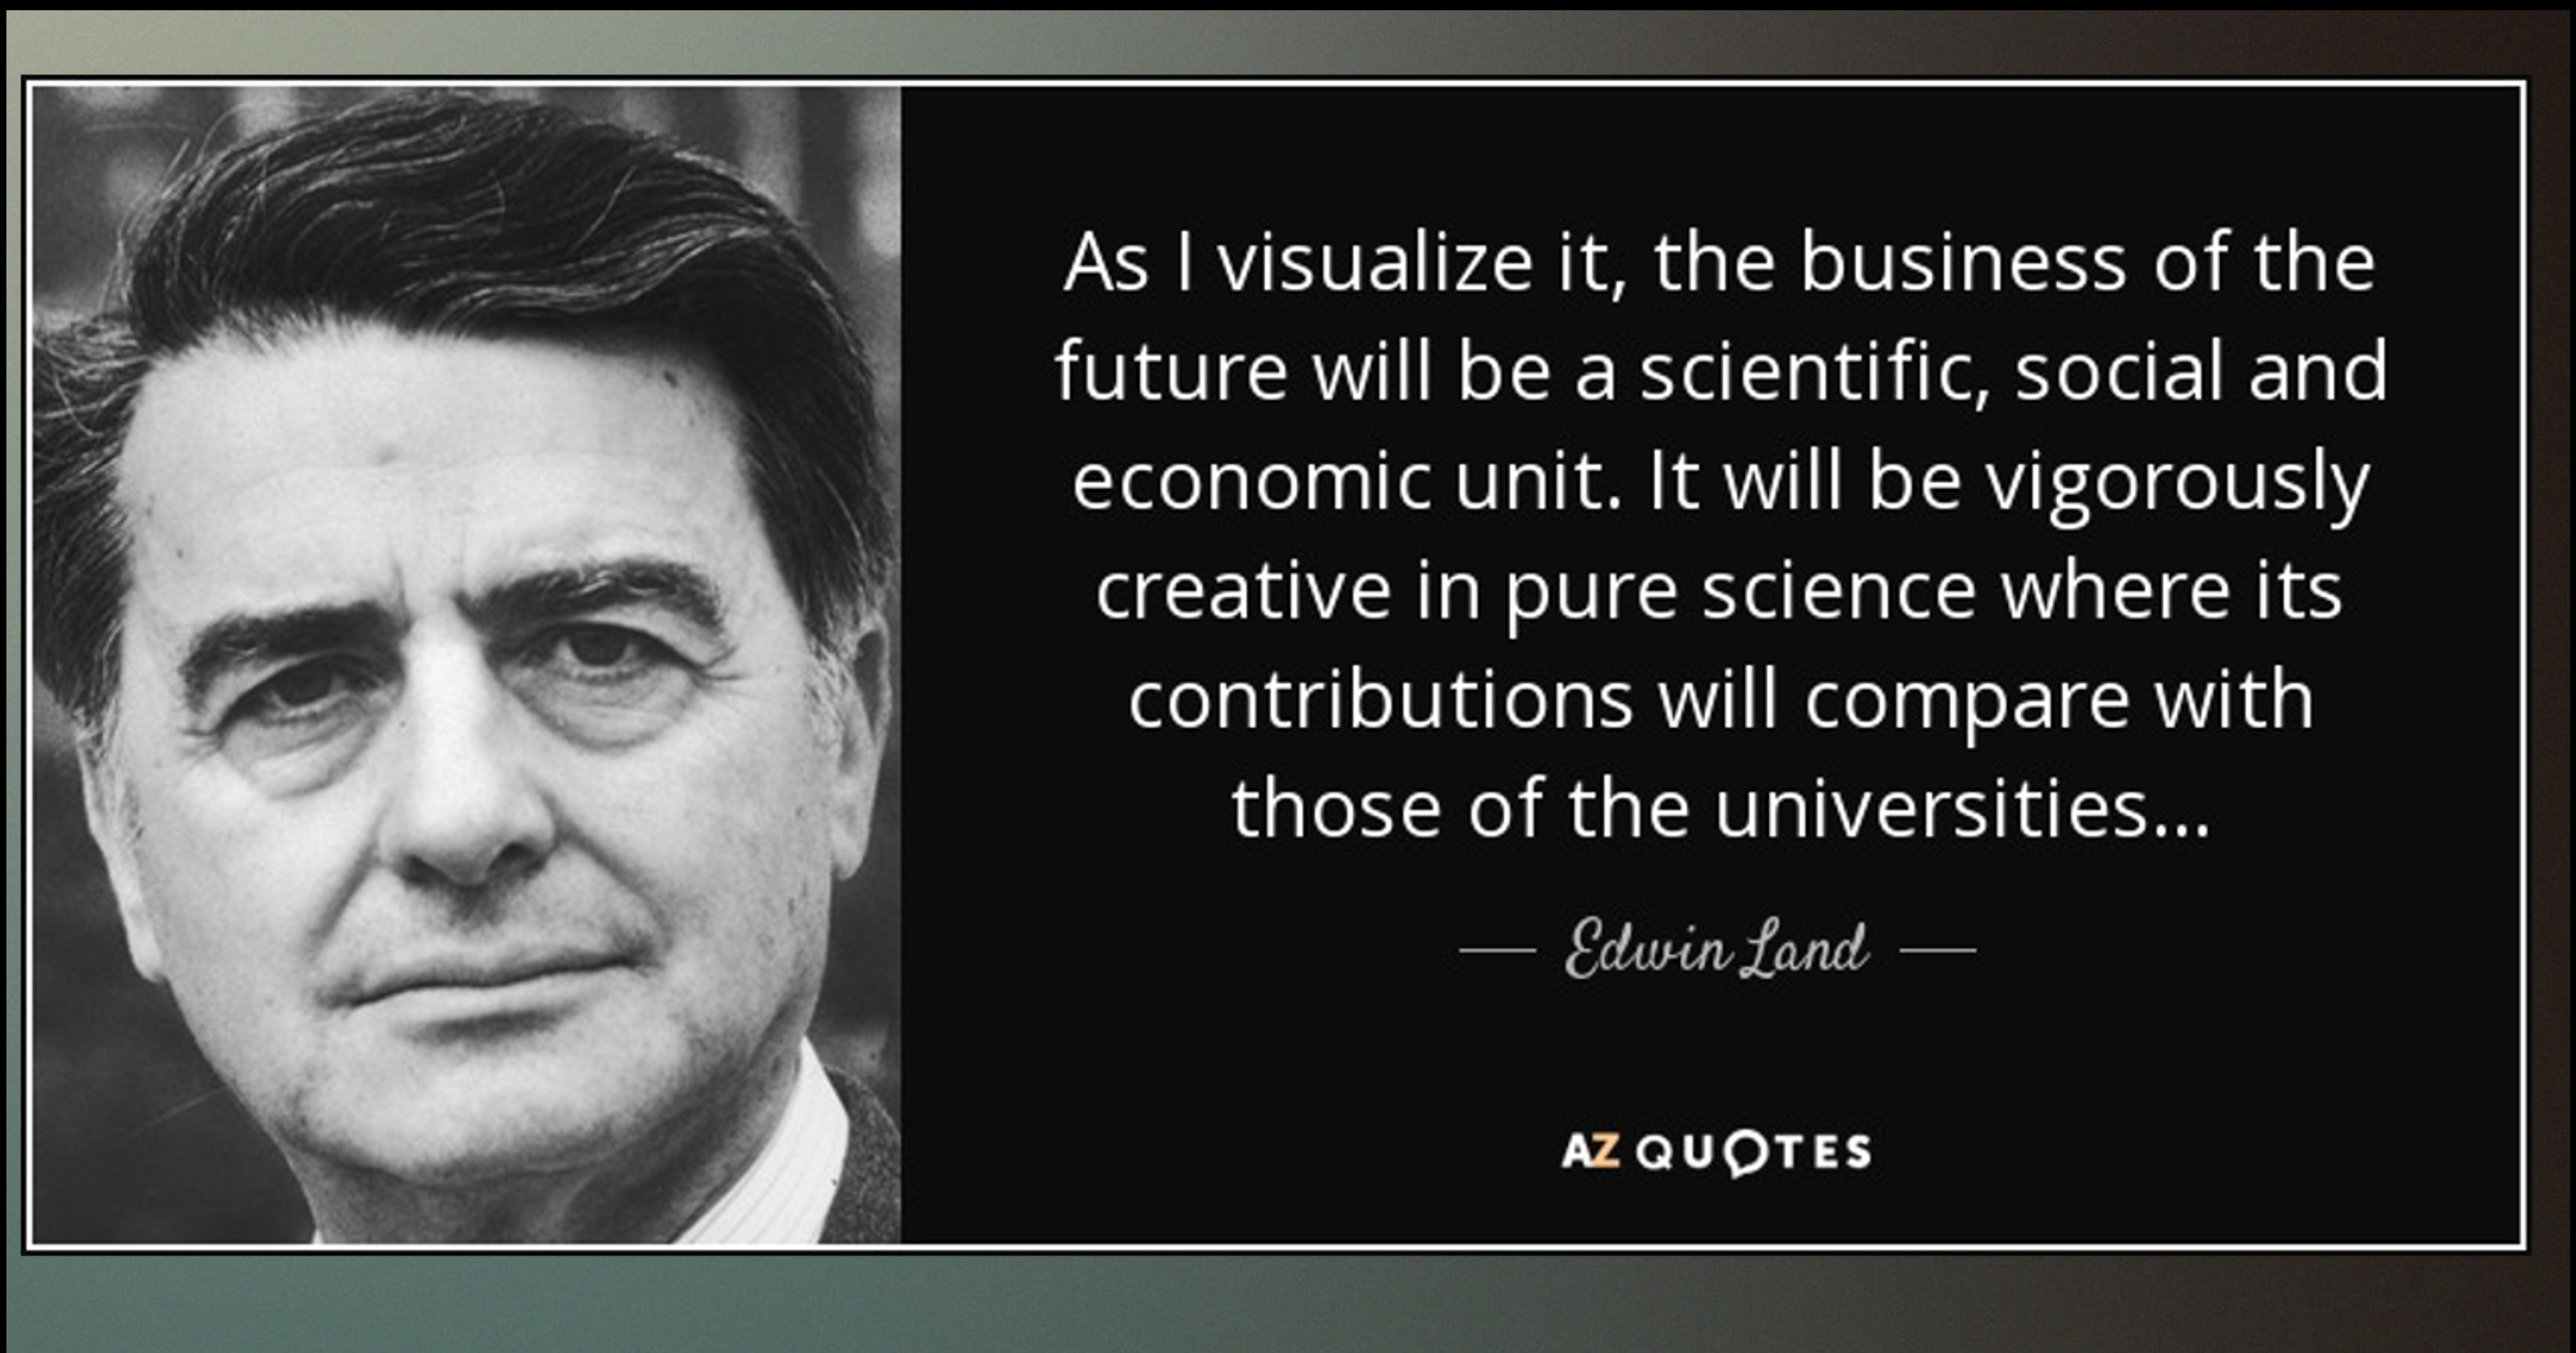 As I visualize it, the business of the
future will be a scientific, social and
economic unit. It will be vigorously
creative in pure science where its
contributions will compare with
those of the universities...
— Edwin Land —
AZ QUOTES